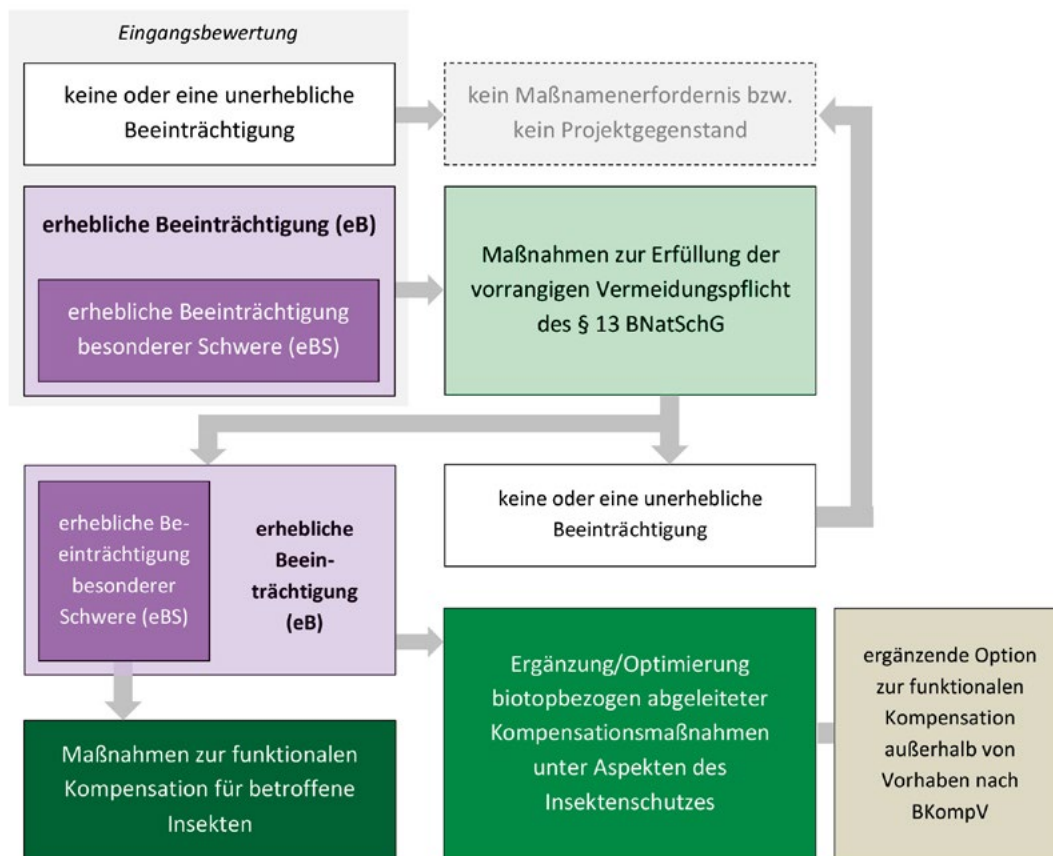 Eingangsbewertung
keine oder eine unerhebliche
Beeinträchtigung
kein Maßnamenerfordernis bzw.
kein Projektgegenstand
erhebliche Beeinträchtigung (eB)
erhebliche Beeinträchtigung
besonderer Schwere (eBS)
Maßnahmen zur Erfüllung der
vorrangigen Vermeidungspflicht
des § 13 BNatSchG
erhebliche Be-
einträchtigung
besonderer
Schwere (eBS)
erhebliche
Beein-
trächtigung
(eB)
keine oder eine unerhebliche
Beeinträchtigung
Maßnahmen zur funktionalen
Kompensation für betroffene
Insekten
Ergänzung/Optimierung
biotopbezogen abgeleiteter
Kompensationsmaßnahmen
unter Aspekten des
Insektenschutzes
ergänzende Option
zur funktionalen
Kompensation
außerhalb von
Vorhaben nach
BKompV